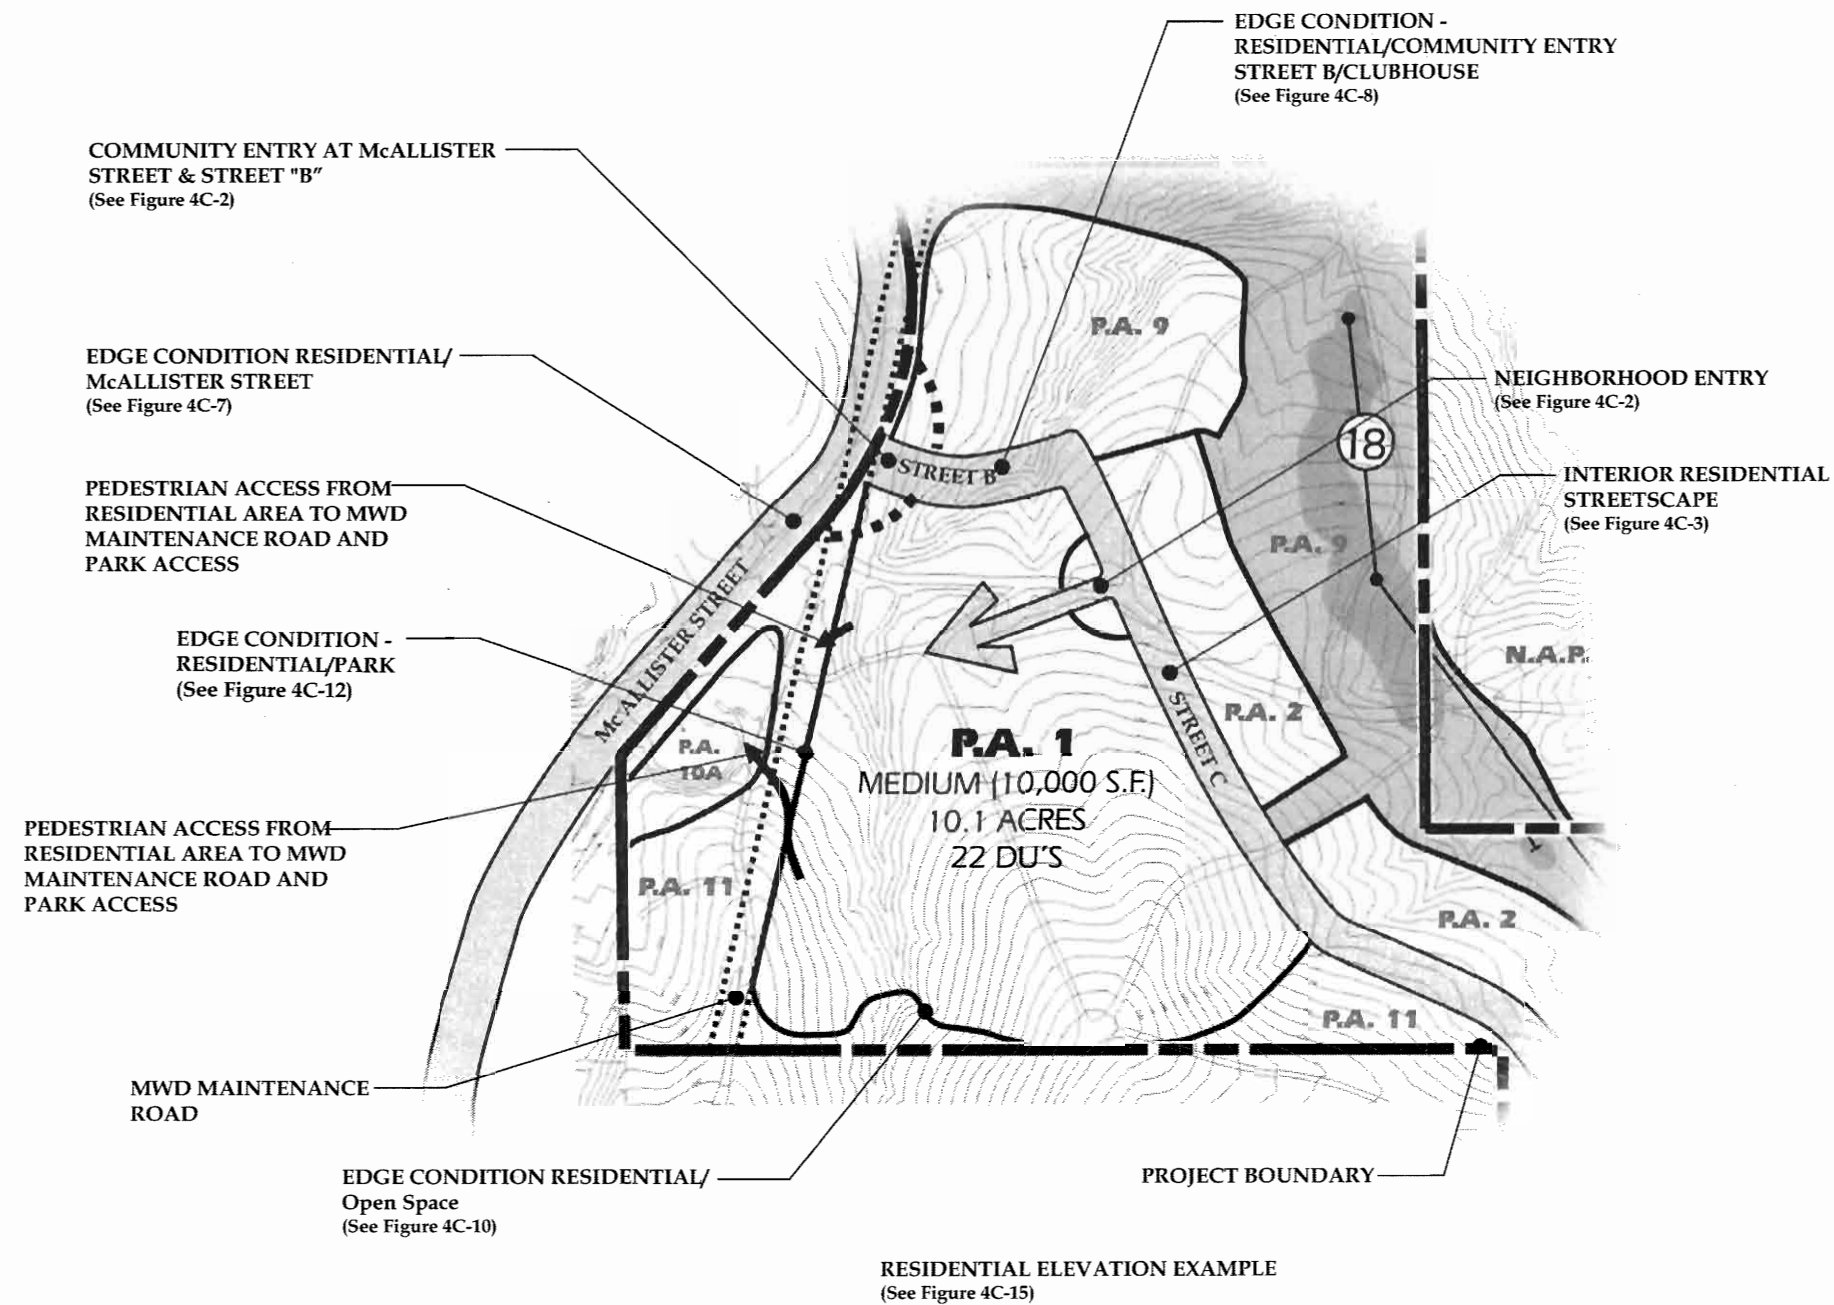 EDGE CONDITION -
RESIDENTIAL/COMMUNITY ENTRY
STREET B/CLUBHOUSE
(See Figure 4C-8)
COMMUNITY ENTRY AT McALLISTER
STREET & STREET "B"
(See Figure 4C-2)
EDGE CONDITION RESIDENTIAL/
McALLISTER STREET
(See Figure 4C-7)
PEDESTRIAN ACCESS FROM
RESIDENTIAL AREA TO MWD
MAINTENANCE ROAD AND
PARK ACCESS
EDGE CONDITION -
RESIDENTIAL/PARK
(See Figure 4C-12)
PEDESTRIAN ACCESS FROM
RESIDENTIAL AREA TO MWD
MAINTENANCE ROAD AND
PARK ACCESS
MWD MAINTENANCE
ROAD
EDGE CONDITION RESIDENTIAL/
Open Space
(See Figure 4C-10)
NEIGHBORHOOD ENTRY
(See Figure 4C-2)
INTERIOR RESIDENTIAL
STREETSCAPE
(See Figure 4C-3)
PROJECT BOUNDARY
P.A. 9
18
STREET B
P.A. 9
N.A.P.
McALLISTER STREET
P.A. 2
STREET C
P.A.
10A
P.A. 1
MEDIUM (10,000 S.F.)
10.1 ACRES
22 DU'S
P.A. 11
P.A. 2
P.A. 11
RESIDENTIAL ELEVATION EXAMPLE
(See Figure 4C-15)